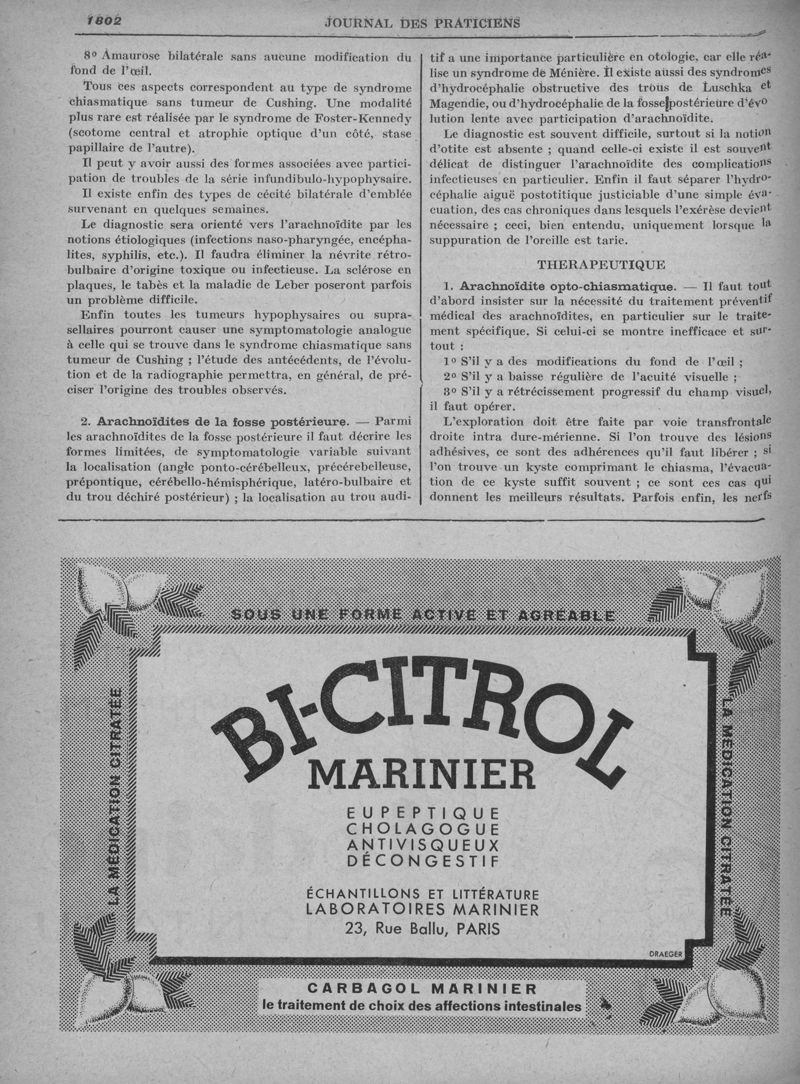 1802
JOURNAL DES PRATICIENS
8º Amaurose bilatérale sans aucune modification du
fond de l'œil.
Tous ces aspects correspondent au type de syndrome
chiasmatique sans tumeur de Cushing. Une modalité
plus rare est réalisée par le syndrome de Foster-Kennedy
(scotome central et atrophie optique d'un côté, stase
papillaire de l'autre).
Il peut y avoir aussi des formes associées avec partici-
pation de troubles de la série infundibulo-hypophysaire.
Il existe enfin des types de cécité bilatérale d'emblée
survenant en quelques semaines.
Le diagnostic sera orienté vers l'arachnoïdite par les
notions étiologiques (infections naso-pharyngée, encépha-
lites, syphilis, etc.). Il faudra éliminer la névrite rétro-
bulbaire d'origine toxique ou infectieuse. La sclérose en
plaques, le tabès et la maladie de Leber poseront parfois
un problème difficile.
Enfin toutes les tumeurs hypophysaires ou supra-
sellaires pourront causer une symptomatologie analogue
à celle qui se trouve dans le syndrome chiasmatique sans
tumeur de Cushing ; l'étude des antécédents, de l'évolu-
tion et de la radiographie permettra, en général, de pré-
ciser l'origine des troubles observés.
2. Arachnoïdites de la fosse postérieure. — Parmi
les arachnoïdites de la fosse postérieure il faut décrire les
formes limitées, de symptomatologie variable suivant
la localisation (angle ponto-cérébelleux, précérebelleuse,
prépontique, cérébello-hémisphérique, latéro-bulbaire et
du trou déchiré postérieur) ; la localisation au trou audi-
tif a une importance particulière en otologie, car elle réa-
lise un syndrome de Ménière. Il existe aussi des syndromes
d'hydrocéphalie obstructive des trous de Luschka et
Magendie, ou d'hydrocéphalie de la fosse postérieure d'évo
lution lente avec participation d'arachnoïdite.
Le diagnostic est souvent difficile, surtout si la notion
d'otite est absente ; quand celle-ci existe il est souvent
délicat de distinguer l'arachnoïdite des complications
infectieuses en particulier. Enfin il faut séparer l'hydro-
céphalie aiguë postotitique justiciable d'une simple éva-
cuation, des cas chroniques dans lesquels l'exérèse devient
nécessaire ; ceci, bien entendu, uniquement lorsque la
suppuration de l'oreille est tarie.
THERAPEUTIQUE
1. Arachnoïdite opto-chiasmatique. — Il faut tout
d'abord insister sur la nécessité du traitement préventif
médical des arachnoïdites, en particulier sur le traite-
ment spécifique. Si celui-ci se montre inefficace et sur-
tout :
1º S'il y a des modifications du fond de l'œil ;
2º S'il y a baisse régulière de l'acuité visuelle ;
3º S'il y a rétrécissement progressif du champ visuel,
il faut opérer.
L'exploration doit être faite par voie transfrontale
droite intra dure-mérienne. Si l'on trouve des lésions
adhésives, ce sont des adhérences qu'il faut libérer ; si
l'on trouve un kyste comprimant le chiasma, l'évacua-
tion de ce kyste suffit souvent ; ce sont ces cas qui
donnent les meilleurs résultats. Parfois enfin, les nerfs
SOUS UNE FORME ACTIVE ET AGRÉABLE
LA MÉDICATION CITRATÉE
BI-CITROL
MARINIER
EUPEPTIQUE
CHOLAGOGUE
ANTIVISQUEUX
DÉCONGESTIF
ÉCHANTILLONS ET LITTÉRATURE
LABORATOIRES MARINIER
23, Rue Ballu, PARIS
DRAEGER
LA MÉDICATION CITRATÉE
CARBAGOL MARINIER
le traitement de choix des affections intestinales